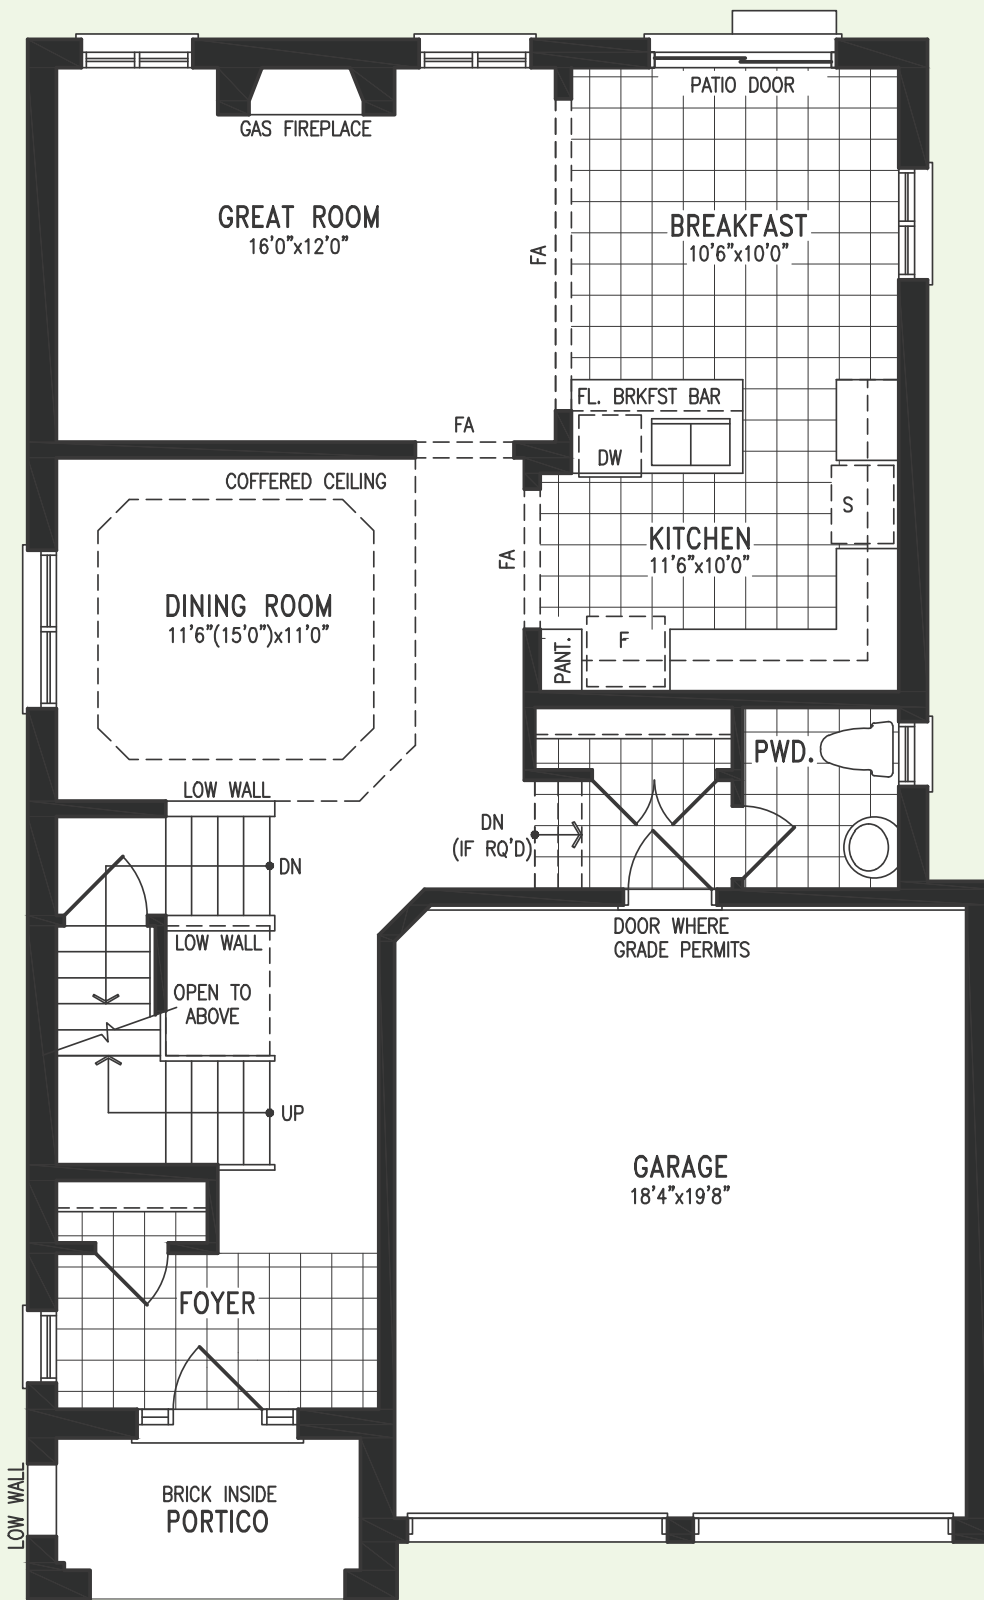 PATIO DOOR
GAS FIREPLACE
GREAT ROOM
16'0"x12'0"
BREAKFAST
10'6"x10'0"
FA
FL. BRKFST BAR
FA
DW
COFFERED CEILING
S
KITCHEN
11'6"x10'0"
FA
DINING ROOM
11'6"(15'0")x11'0"
F
PANT.
PWD.
LOW WALL
DN
(IF RQ'D)
DN
DOOR WHERE
GRADE PERMITS
LOW WALL
OPEN TO
ABOVE
UP
GARAGE
18'4"x19'8"
FOYER
LOW WALL
BRICK INSIDE
PORTICO